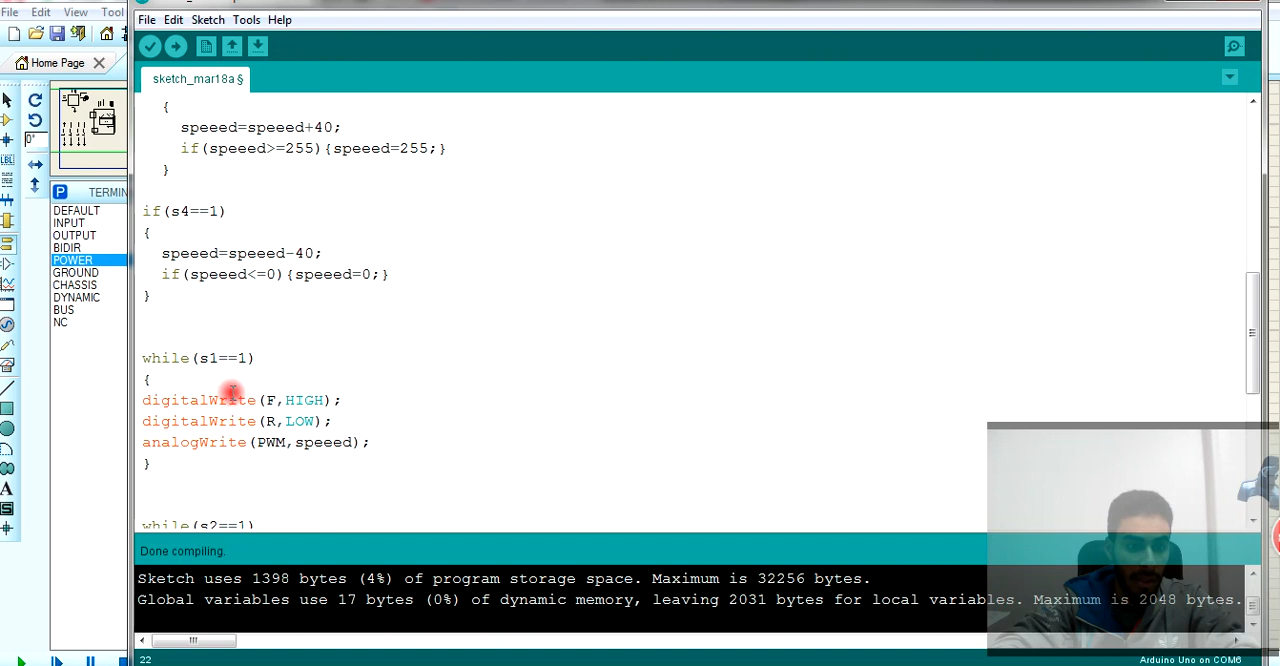 File Edit View Tool
File Edit Sketch Tools Help
Home Page
sketch_mar18a §
{
speeed=speeed+40;
if(speeed>=255){speeed=255;}
}
if(s4==1)
{
speeed=speeed-40;
if(speeed<=0){speeed=0;}
}
while(s1==1)
{
digitalWrite(F,HIGH);
digitalWrite(R,LOW);
analogWrite(PWM,speeed);
}
while(s2==1)
0°
LBL
P TERMIN
DEFAULT
INPUT
OUTPUT
BIDIR
POWER
GROUND
CHASSIS
DYNAMIC
BUS
NC
A
S
Done compiling.
Sketch uses 1398 bytes (4%) of program storage space. Maximum is 32256 bytes.
Global variables use 17 bytes (0%) of dynamic memory, leaving 2031 bytes for local variables. Maximum is 2048 bytes.
22
Arduino Uno on COM6